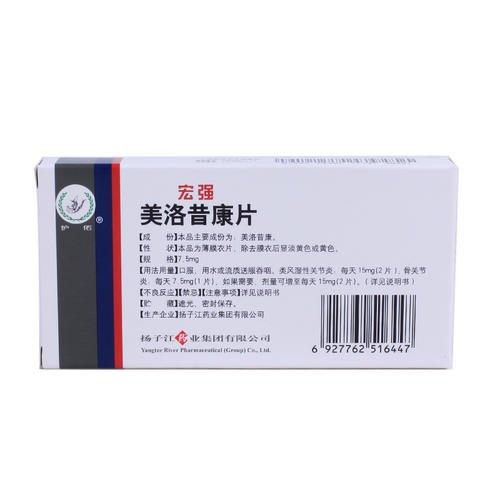 护佑
®
宏强
美洛昔康片
【成 份】本品主要成份为：美洛昔康。
【性 状】本品为薄膜衣片，除去膜衣后显淡黄色或黄色。
【规 格】7.5mg
【用法用量】口服，用水或流质送服吞咽，类风湿性关节炎，每天15mg(2片)，骨关节
炎，每天7.5mg(1片)，如果需要，剂量可增至每天15mg(2片)。（详见说明书）
【不良反应】【禁忌】【注意事项】详见说明书
【贮 藏】遮光，密封保存。
【生产企业】扬子江药业集团有限公司
扬子江药业集团有限公司
Yangtze River Pharmaceutical (Group) Co., Ltd.
6 927762 516447